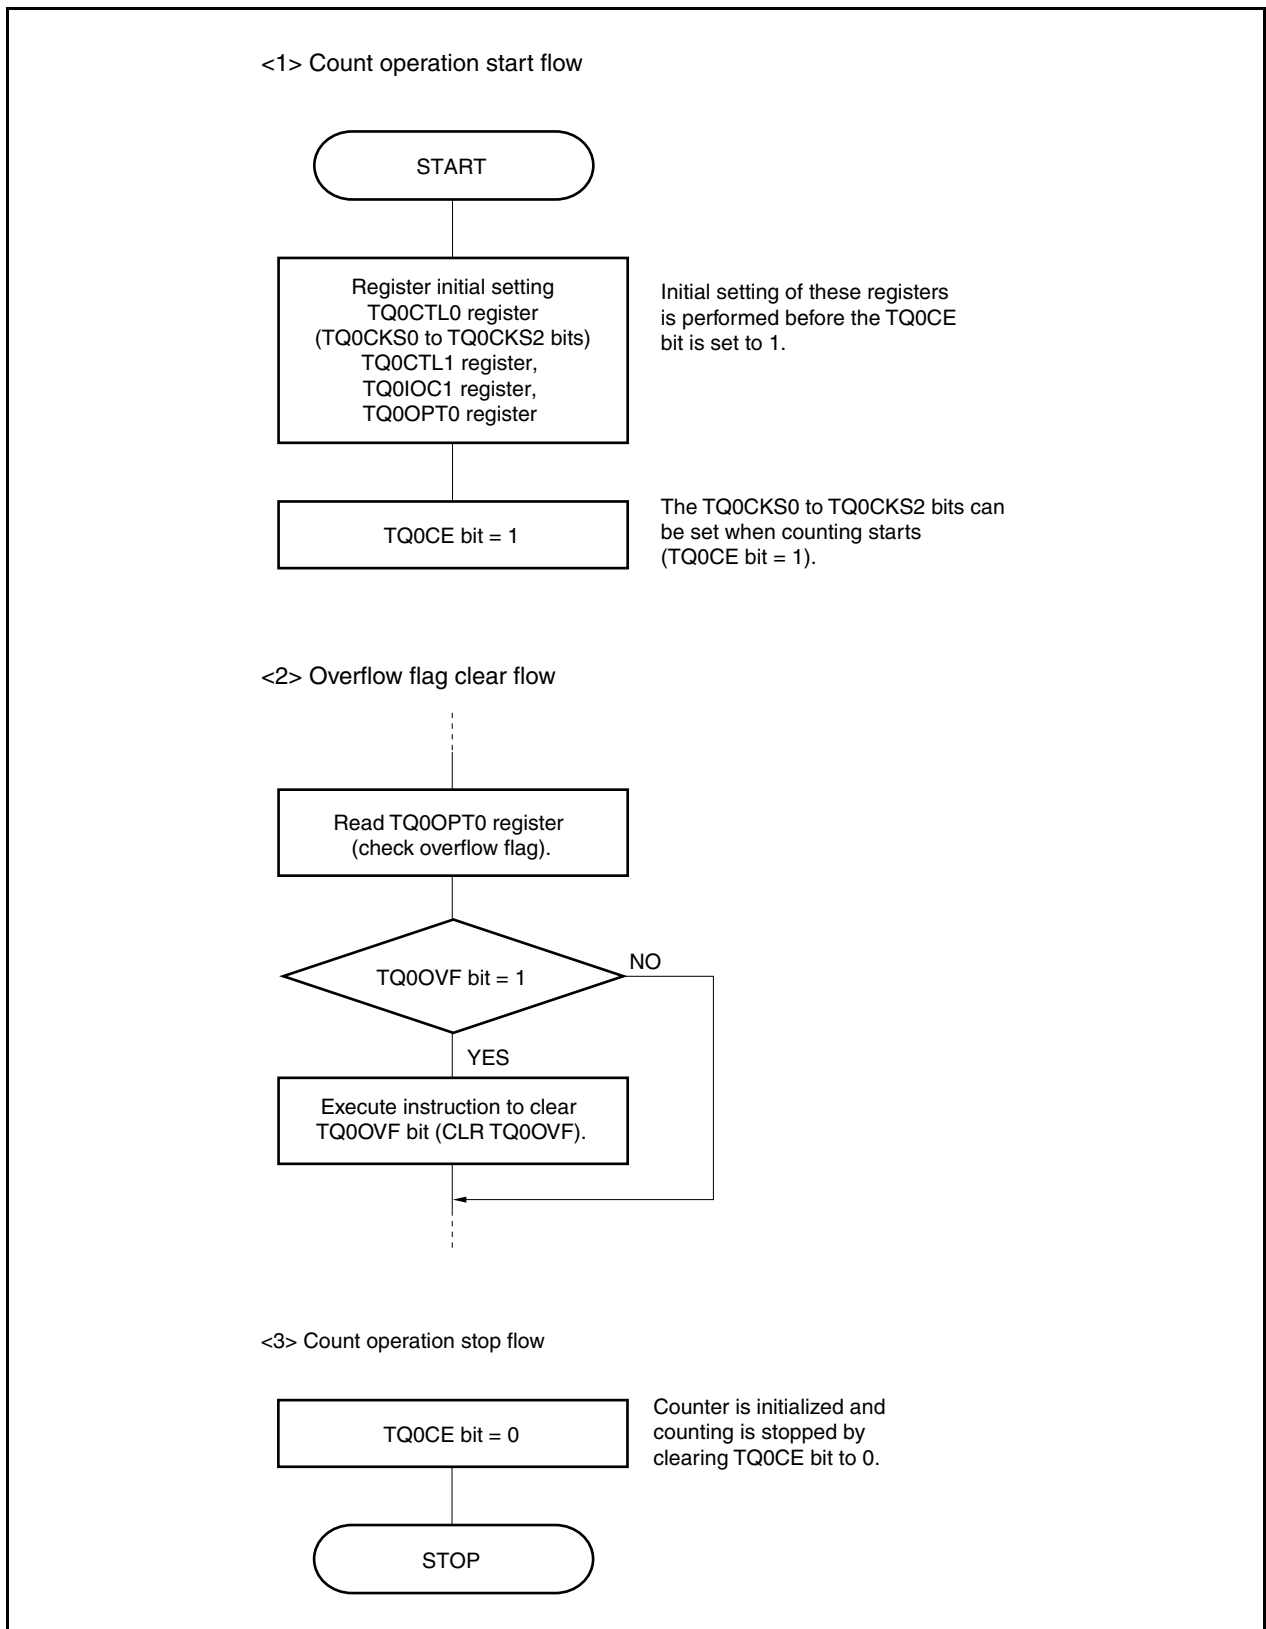 <1> Count operation start flow
START
Register initial setting
TQ0CTL0 register
(TQ0CKS0 to TQ0CKS2 bits)
TQ0CTL1 register,
TQ0IOC1 register,
TQ0OPT0 register
Initial setting of these registers
is performed before the TQ0CE
bit is set to 1.
TQ0CE bit = 1
The TQ0CKS0 to TQ0CKS2 bits can
be set when counting starts
(TQ0CE bit = 1).
<2> Overflow flag clear flow
Read TQ0OPT0 register
(check overflow flag).
TQ0OVF bit = 1
NO
YES
Execute instruction to clear
TQ0OVF bit (CLR TQ0OVF).
<3> Count operation stop flow
TQ0CE bit = 0
Counter is initialized and
counting is stopped by
clearing TQ0CE bit to 0.
STOP